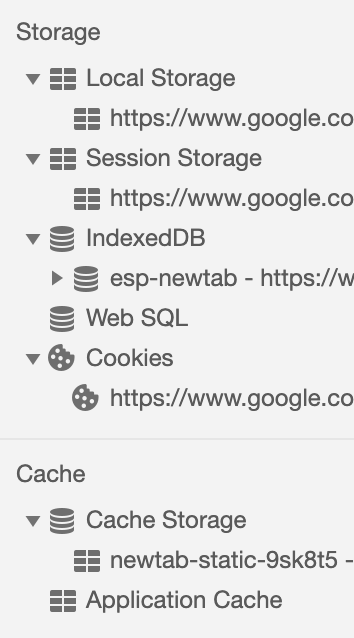 Storage
Local Storage
https://www.google.co
Session Storage
https://www.google.co
IndexedDB
esp-newtab - https://w
Web SQL
Cookies
https://www.google.co
Cache
Cache Storage
newtab-static-9sk8t5 -
Application Cache